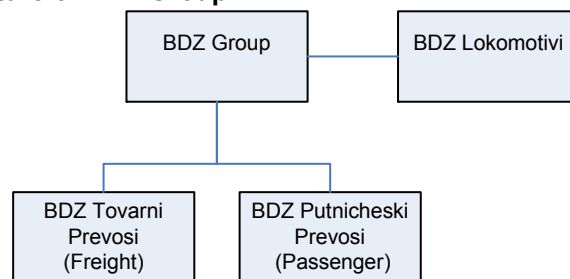 BDZ Group
BDZ Lokomotivi
BDZ Tovarni
Prevosi
(Freight)
BDZ Putnicheski
Prevosi
(Passenger)